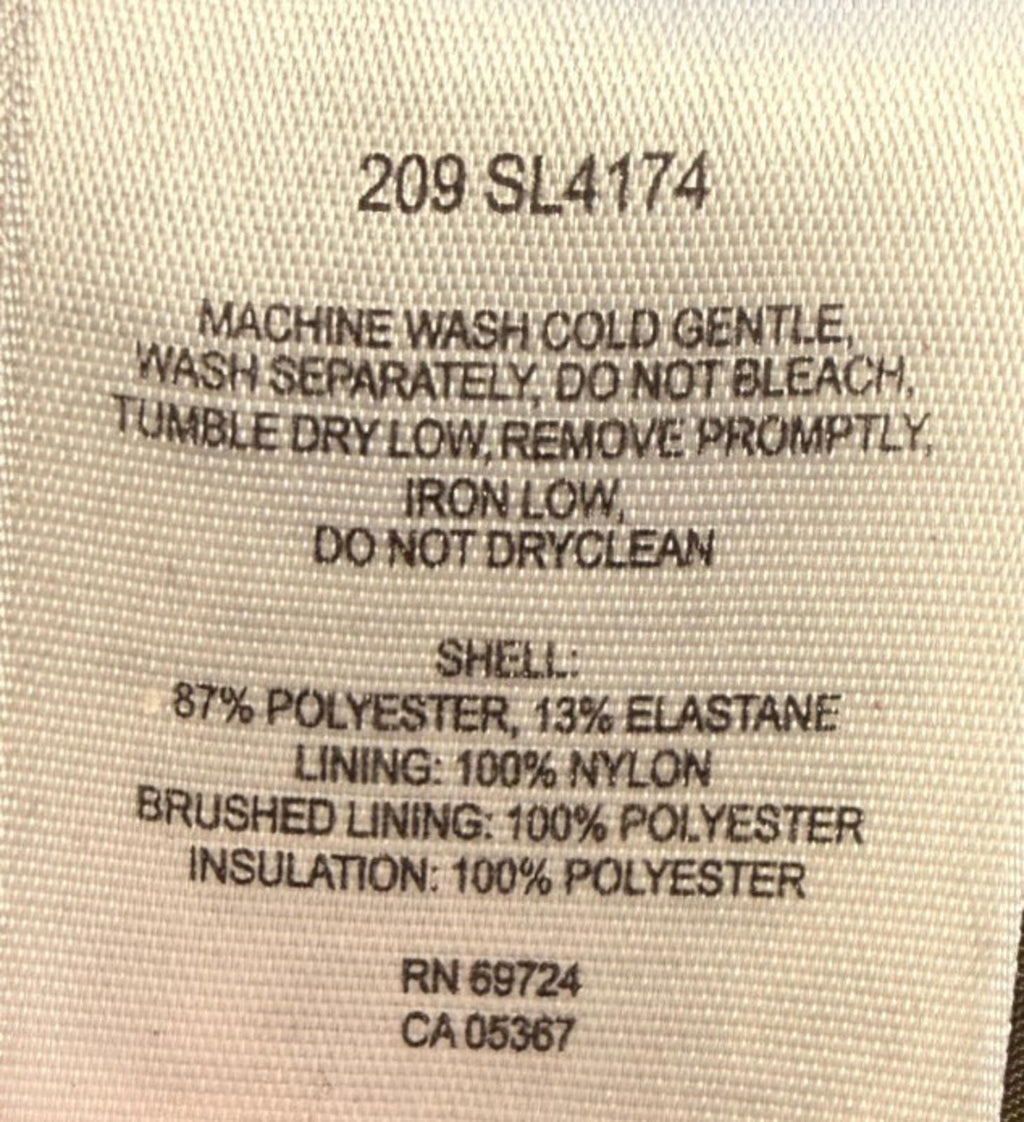 209 SL4174
MACHINE WASH COLD GENTLE,
WASH SEPARATELY, DO NOT BLEACH,
TUMBLE DRY LOW, REMOVE PROMPTLY,
IRON LOW,
DO NOT DRYCLEAN
SHELL:
87% POLYESTER, 13% ELASTANE
LINING: 100% NYLON
BRUSHED LINING: 100% POLYESTER
INSULATION: 100% POLYESTER
RN 69724
CA 05367